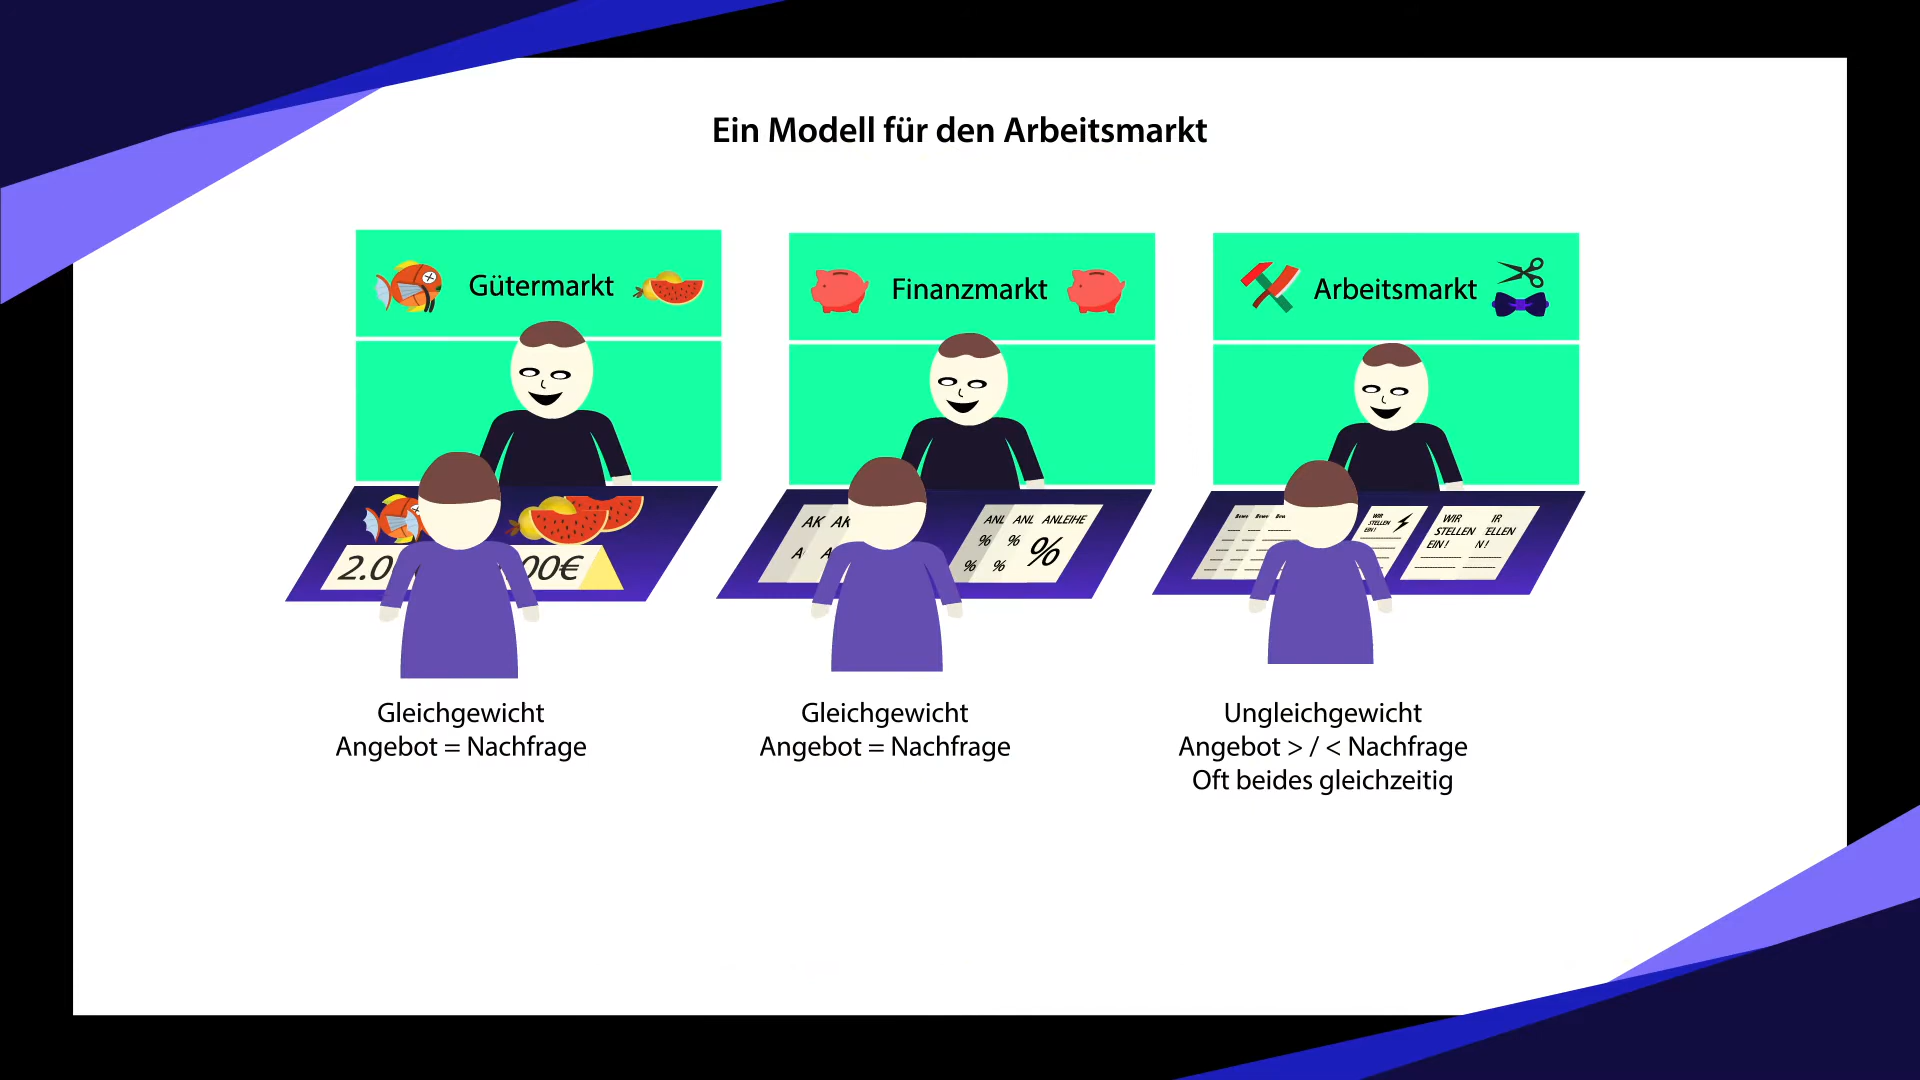 Ein Modell für den Arbeitsmarkt
Gütermarkt
Finanzmarkt
Arbeitsmarkt
2.0
00€
AK AK
A A
ANL ANL ANLEIHE
% % %
% %
WIR
STELLEN
EIN!
WIR IR
STELLEN ELLEN
EIN! N!
Gleichgewicht
Angebot = Nachfrage
Gleichgewicht
Angebot = Nachfrage
Ungleichgewicht
Angebot > / < Nachfrage
Oft beides gleichzeitig